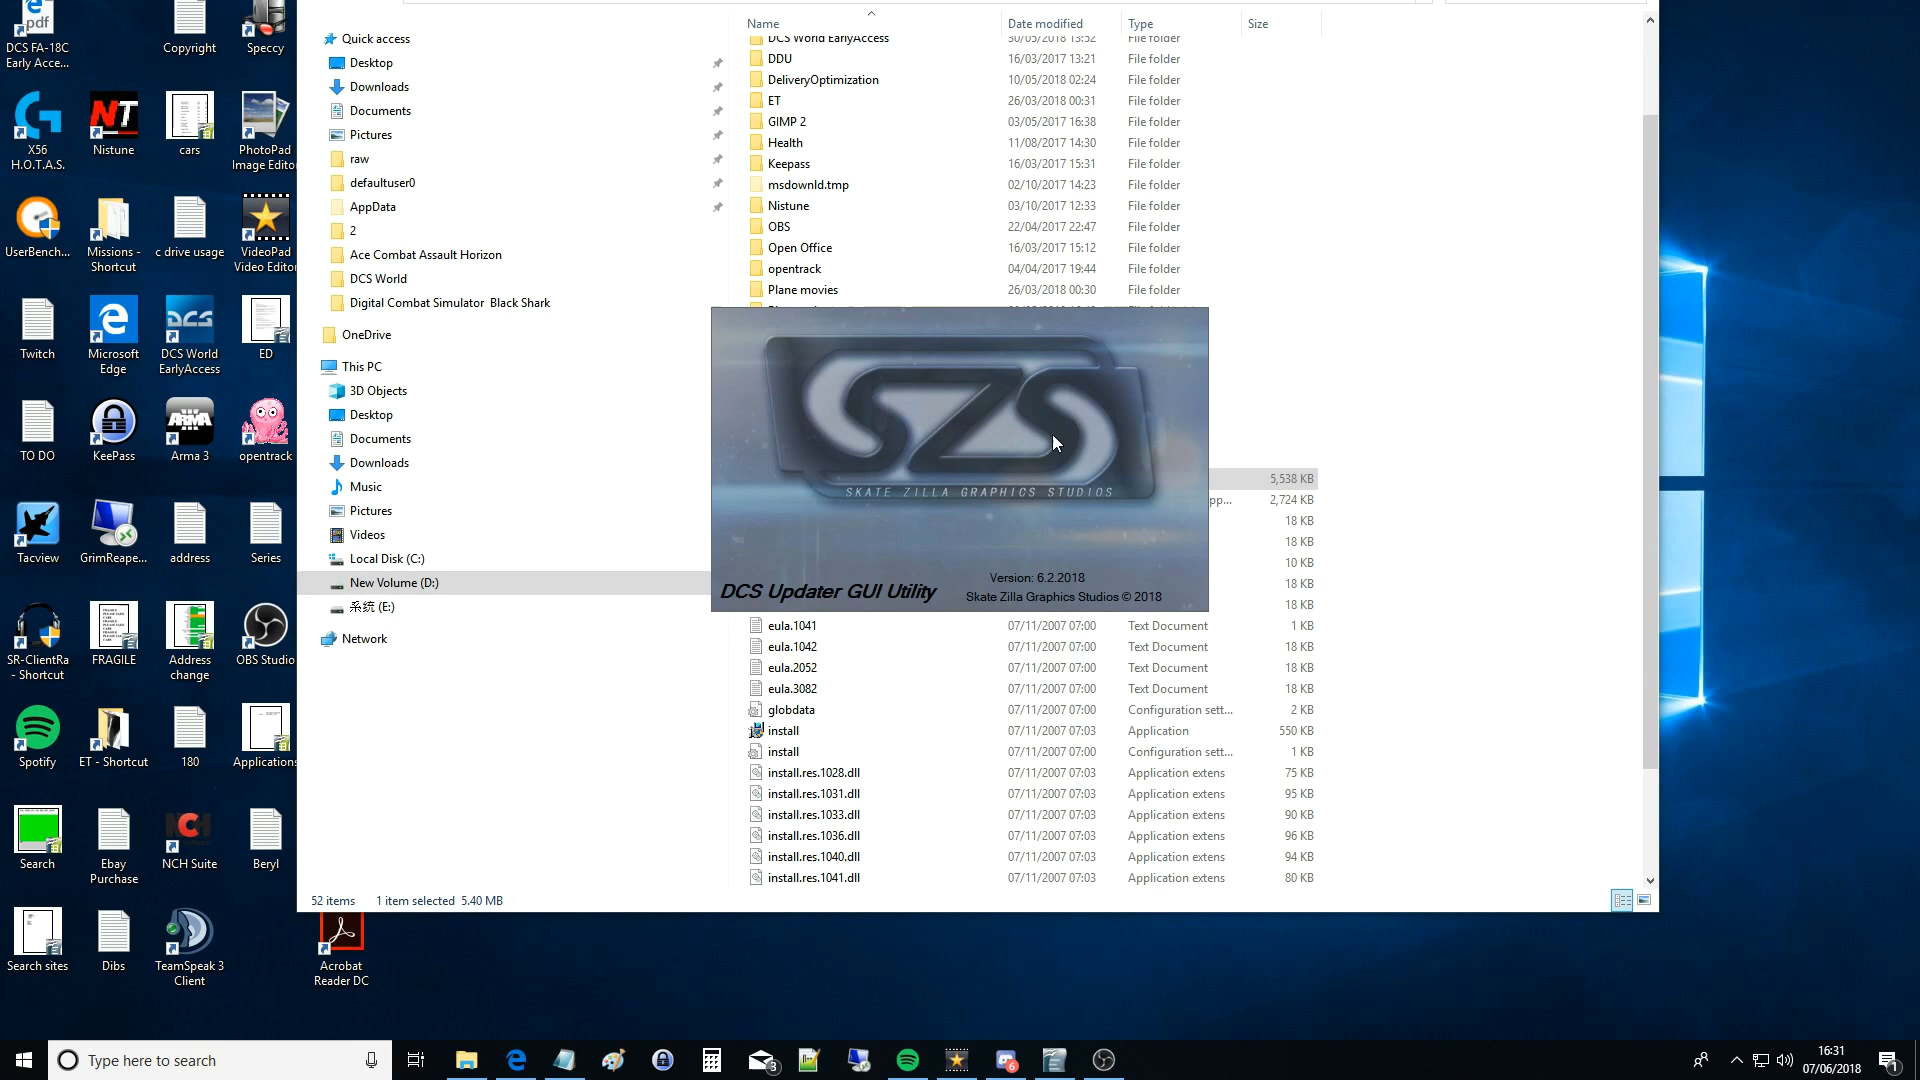 DCS FA-18C
Early Acce...
Copyright
Speccy
X56
H.O.T.A.S.
Nistune
cars
PhotoPad
Image Editor
UserBench...
Missions -
Shortcut
c drive usage
VideoPad
Video Editor
Twitch
Microsoft
Edge
DCS World
EarlyAccess
ED
TO DO
KeePass
Arma 3
opentrack
Tacview
GrimReape...
address
Series
SR-ClientRa
- Shortcut
FRAGILE
Address
change
OBS Studio
Spotify
ET - Shortcut
180
Applications
Search
Ebay
Purchase
NCH Suite
Beryl
Search sites
Dibs
TeamSpeak 3
Client
Acrobat
Reader DC
Quick access
Desktop
Downloads
Documents
Pictures
raw
defaultuser0
AppData
2
Ace Combat Assault Horizon
DCS World
Digital Combat Simulator Black Shark
OneDrive
This PC
3D Objects
Desktop
Documents
Downloads
Music
Pictures
Videos
Local Disk (C:)
New Volume (D:)
系统 (E:)
Network
Name Date modified Type Size
DCS World EarlyAccess 30/05/2018 13:52 File folder
DDU 16/03/2017 13:21 File folder
DeliveryOptimization 10/05/2018 02:24 File folder
ET 26/03/2018 00:31 File folder
GIMP 2 03/05/2017 16:38 File folder
Health 11/08/2017 14:30 File folder
Keepass 16/03/2017 15:31 File folder
msdownld.tmp 02/10/2017 14:23 File folder
Nistune 03/10/2017 12:33 File folder
OBS 22/04/2017 22:47 File folder
Open Office 16/03/2017 15:12 File folder
opentrack 04/04/2017 19:44 File folder
Plane movies 26/03/2018 00:30 File folder
5,538 KB
pp... 2,724 KB
18 KB
18 KB
10 KB
18 KB
18 KB
SZS
SKATE ZILLA GRAPHICS STUDIOS
DCS Updater GUI Utility
Version: 6.2.2018
Skate Zilla Graphics Studios © 2018
eula.1041 07/11/2007 07:00 Text Document 1 KB
eula.1042 07/11/2007 07:00 Text Document 18 KB
eula.2052 07/11/2007 07:00 Text Document 18 KB
eula.3082 07/11/2007 07:00 Text Document 18 KB
globdata 07/11/2007 07:00 Configuration sett... 2 KB
install 07/11/2007 07:03 Application 550 KB
install 07/11/2007 07:00 Configuration sett... 1 KB
install.res.1028.dll 07/11/2007 07:03 Application extens 75 KB
install.res.1031.dll 07/11/2007 07:03 Application extens 95 KB
install.res.1033.dll 07/11/2007 07:03 Application extens 90 KB
install.res.1036.dll 07/11/2007 07:03 Application extens 96 KB
install.res.1040.dll 07/11/2007 07:03 Application extens 94 KB
install.res.1041.dll 07/11/2007 07:03 Application extens 80 KB
52 items 1 item selected 5.40 MB
Type here to search
3
6
16:31
07/06/2018
1